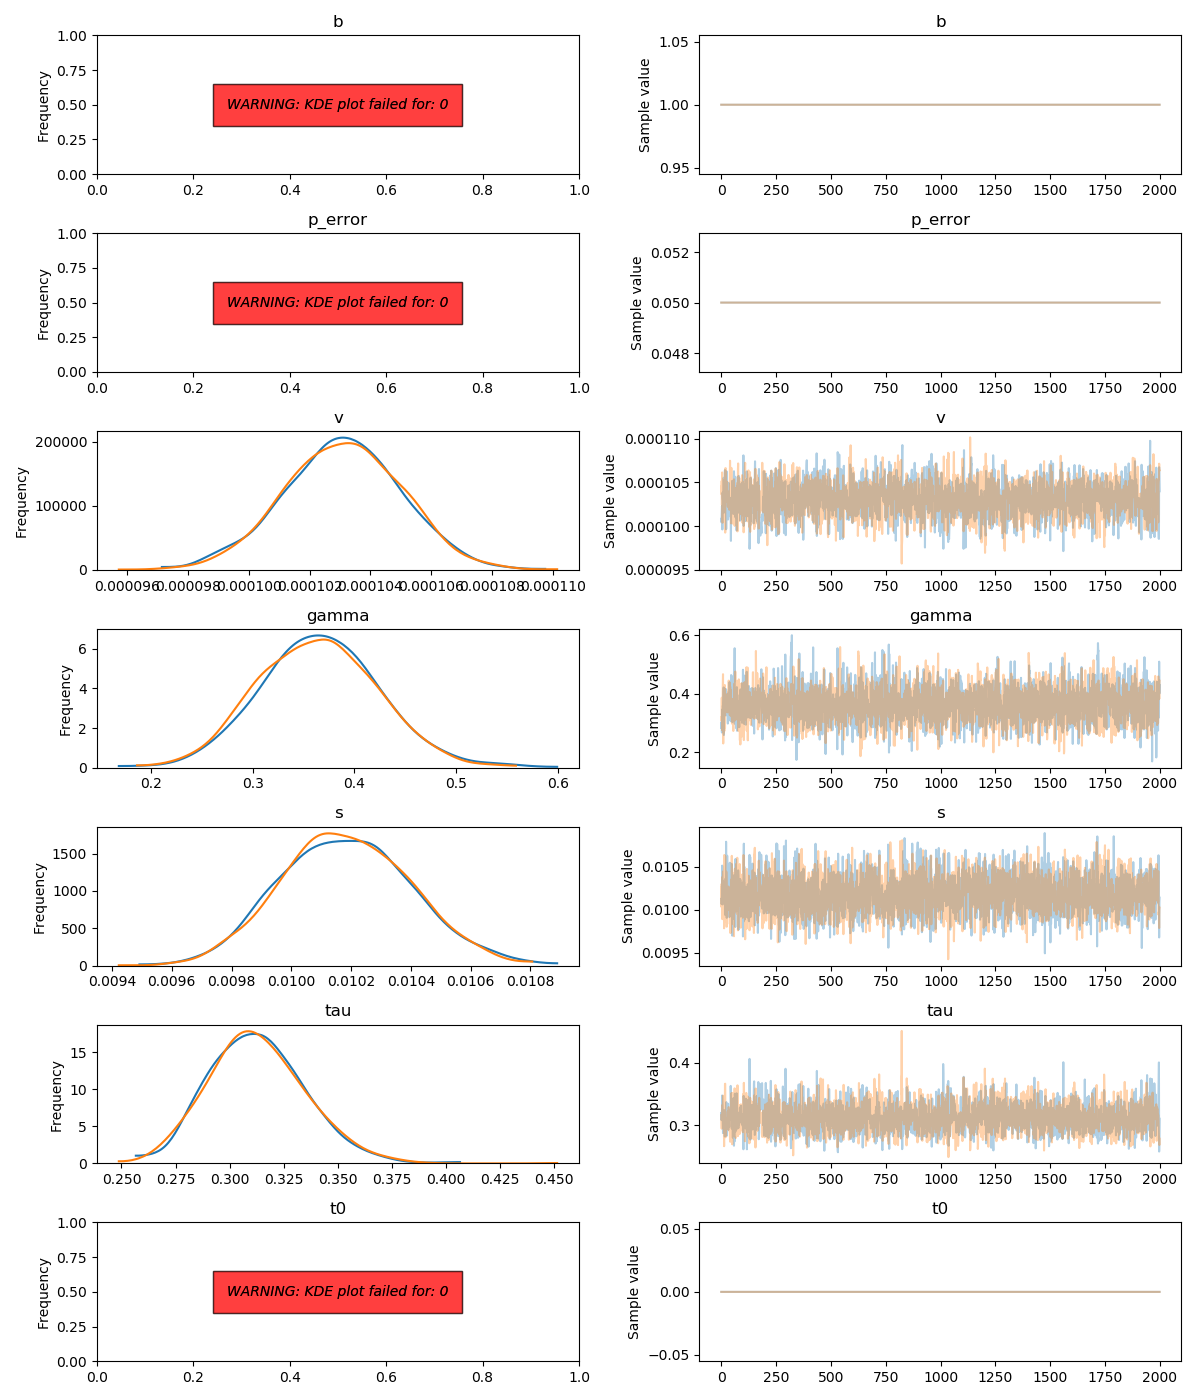 b
Frequency
1.00
0.75
0.50
0.25
0.00
WARNING: KDE plot failed for: 0
0.0 0.2 0.4 0.6 0.8 1.0
b
Sample value
1.05
1.00
0.95
0 250 500 750 1000 1250 1500 1750 2000
p_error
Frequency
1.00
0.75
0.50
0.25
0.00
WARNING: KDE plot failed for: 0
0.0 0.2 0.4 0.6 0.8 1.0
p_error
Sample value
0.052
0.050
0.048
0 250 500 750 1000 1250 1500 1750 2000
v
Frequency
200000
100000
0
0.000096 0.000098 0.000100 0.000102 0.000104 0.000106 0.000108 0.000110
v
Sample value
0.000110
0.000105
0.000100
0.000095
0 250 500 750 1000 1250 1500 1750 2000
gamma
Frequency
6
4
2
0
0.2 0.3 0.4 0.5 0.6
gamma
Sample value
0.6
0.4
0.2
0 250 500 750 1000 1250 1500 1750 2000
s
Frequency
1500
1000
500
0
0.0094 0.0096 0.0098 0.0100 0.0102 0.0104 0.0106 0.0108
s
Sample value
0.0105
0.0100
0.0095
0 250 500 750 1000 1250 1500 1750 2000
tau
Frequency
15
10
5
0
0.250 0.275 0.300 0.325 0.350 0.375 0.400 0.425 0.450
tau
Sample value
0.4
0.3
0 250 500 750 1000 1250 1500 1750 2000
t0
Frequency
1.00
0.75
0.50
0.25
0.00
WARNING: KDE plot failed for: 0
0.0 0.2 0.4 0.6 0.8 1.0
t0
Sample value
0.05
0.00
−0.05
0 250 500 750 1000 1250 1500 1750 2000